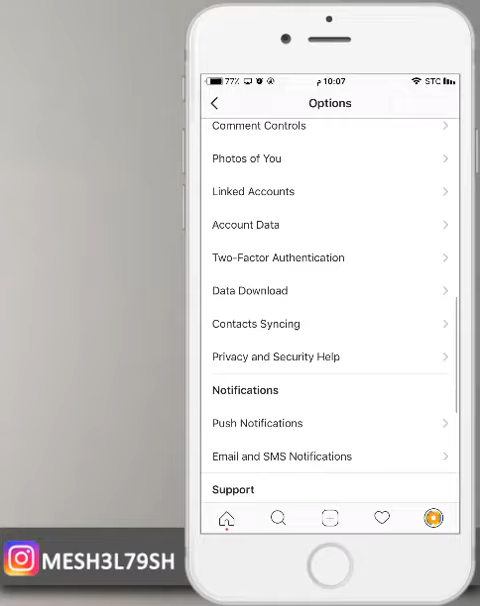 77% 10:07 م STC
Options
Comment Controls
Photos of You
Linked Accounts
Account Data
Two-Factor Authentication
Data Download
Contacts Syncing
Privacy and Security Help
Notifications
Push Notifications
Email and SMS Notifications
Support
MESH3L79SH